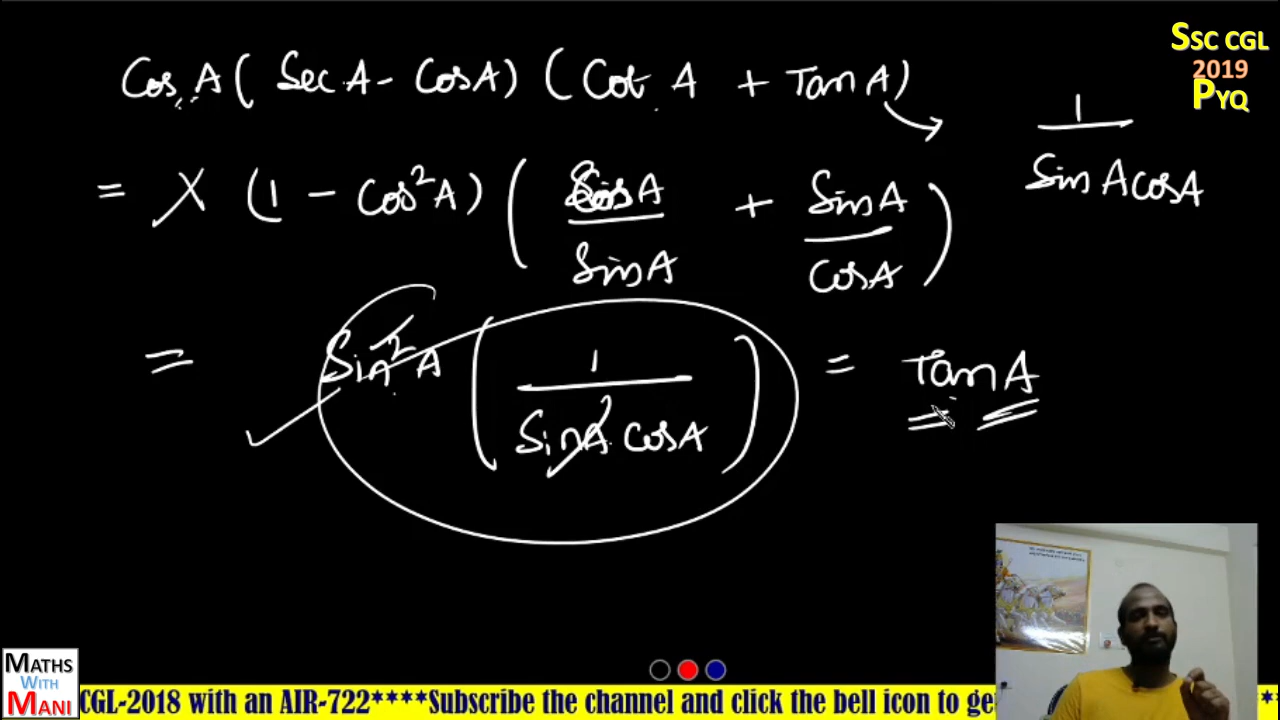 Cos A ( Sec A - Cos A) ( Cot A + Tan A)
1
Sin A cos A
= X (1 - Cos²A) ( Cos A / Sin A + Sin A / Cos A )
= Sin²A ( 1 / Sin A Cos A ) = Tan A
SSC CGL
2019
PYQ
MATHS
WITH
MANI
CGL-2018 with an AIR-722****Subscribe the channel and click the bell icon to ge